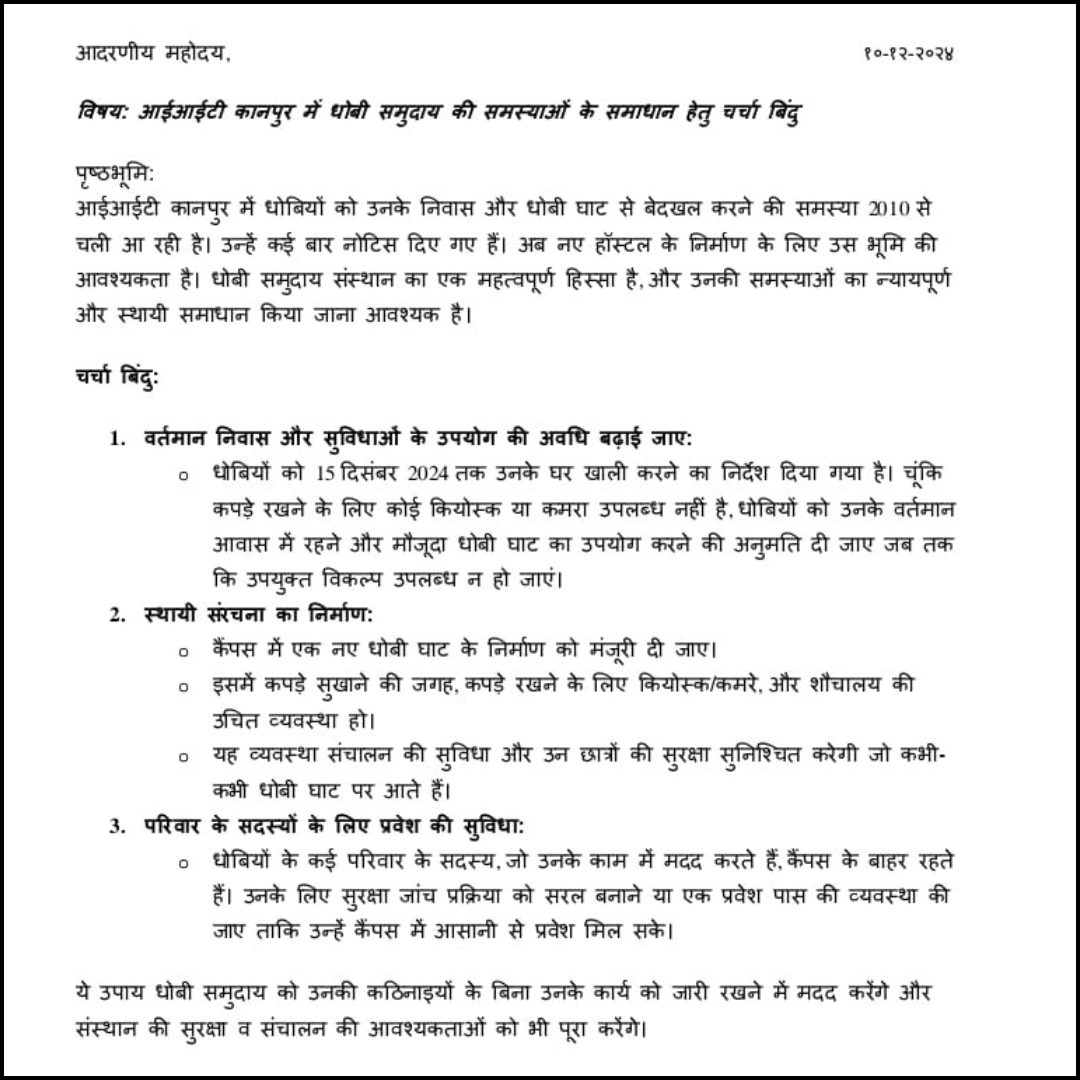 आदरणीय महोदय, १०-१२-२०२४
विषय: आईआईटी कानपुर में धोबी समुदाय की समस्याओं के समाधान हेतु चर्चा बिंदु
पृष्ठभूमि:
आईआईटी कानपुर में धोबियों को उनके निवास और धोबी घाट से बेदखल करने की समस्या 2010 से
चली आ रही है। उन्हें कई बार नोटिस दिए गए हैं। अब नए हॉस्टल के निर्माण के लिए उस भूमि की
आवश्यकता है। धोबी समुदाय संस्थान का एक महत्वपूर्ण हिस्सा है, और उनकी समस्याओं का न्यायपूर्ण
और स्थायी समाधान किया जाना आवश्यक है।
चर्चा बिंदु:
1. वर्तमान निवास और सुविधाओं के उपयोग की अवधि बढ़ाई जाए:
o धोबियों को 15 दिसंबर 2024 तक उनके घर खाली करने का निर्देश दिया गया है। चूंकि
कपड़े रखने के लिए कोई कियोस्क या कमरा उपलब्ध नहीं है, धोबियों को उनके वर्तमान
आवास में रहने और मौजूदा धोबी घाट का उपयोग करने की अनुमति दी जाए जब तक
कि उपयुक्त विकल्प उपलब्ध न हो जाएं।
2. स्थायी संरचना का निर्माण:
o कैंपस में एक नए धोबी घाट के निर्माण को मंजूरी दी जाए।
o इसमें कपड़े सुखाने की जगह, कपड़े रखने के लिए कियोस्क/कमरे, और शौचालय की
उचित व्यवस्था हो।
o यह व्यवस्था संचालन की सुविधा और उन छात्रों की सुरक्षा सुनिश्चित करेगी जो कभी-
कभी धोबी घाट पर आते हैं।
3. परिवार के सदस्यों के लिए प्रवेश की सुविधा:
o धोबियों के कई परिवार के सदस्य, जो उनके काम में मदद करते हैं, कैंपस के बाहर रहते
हैं। उनके लिए सुरक्षा जांच प्रक्रिया को सरल बनाने या एक प्रवेश पास की व्यवस्था की
जाए ताकि उन्हें कैंपस में आसानी से प्रवेश मिल सके।
ये उपाय धोबी समुदाय को उनकी कठिनाइयों के बिना उनके कार्य को जारी रखने में मदद करेंगे और
संस्थान की सुरक्षा व संचालन की आवश्यकताओं को भी पूरा करेंगे।